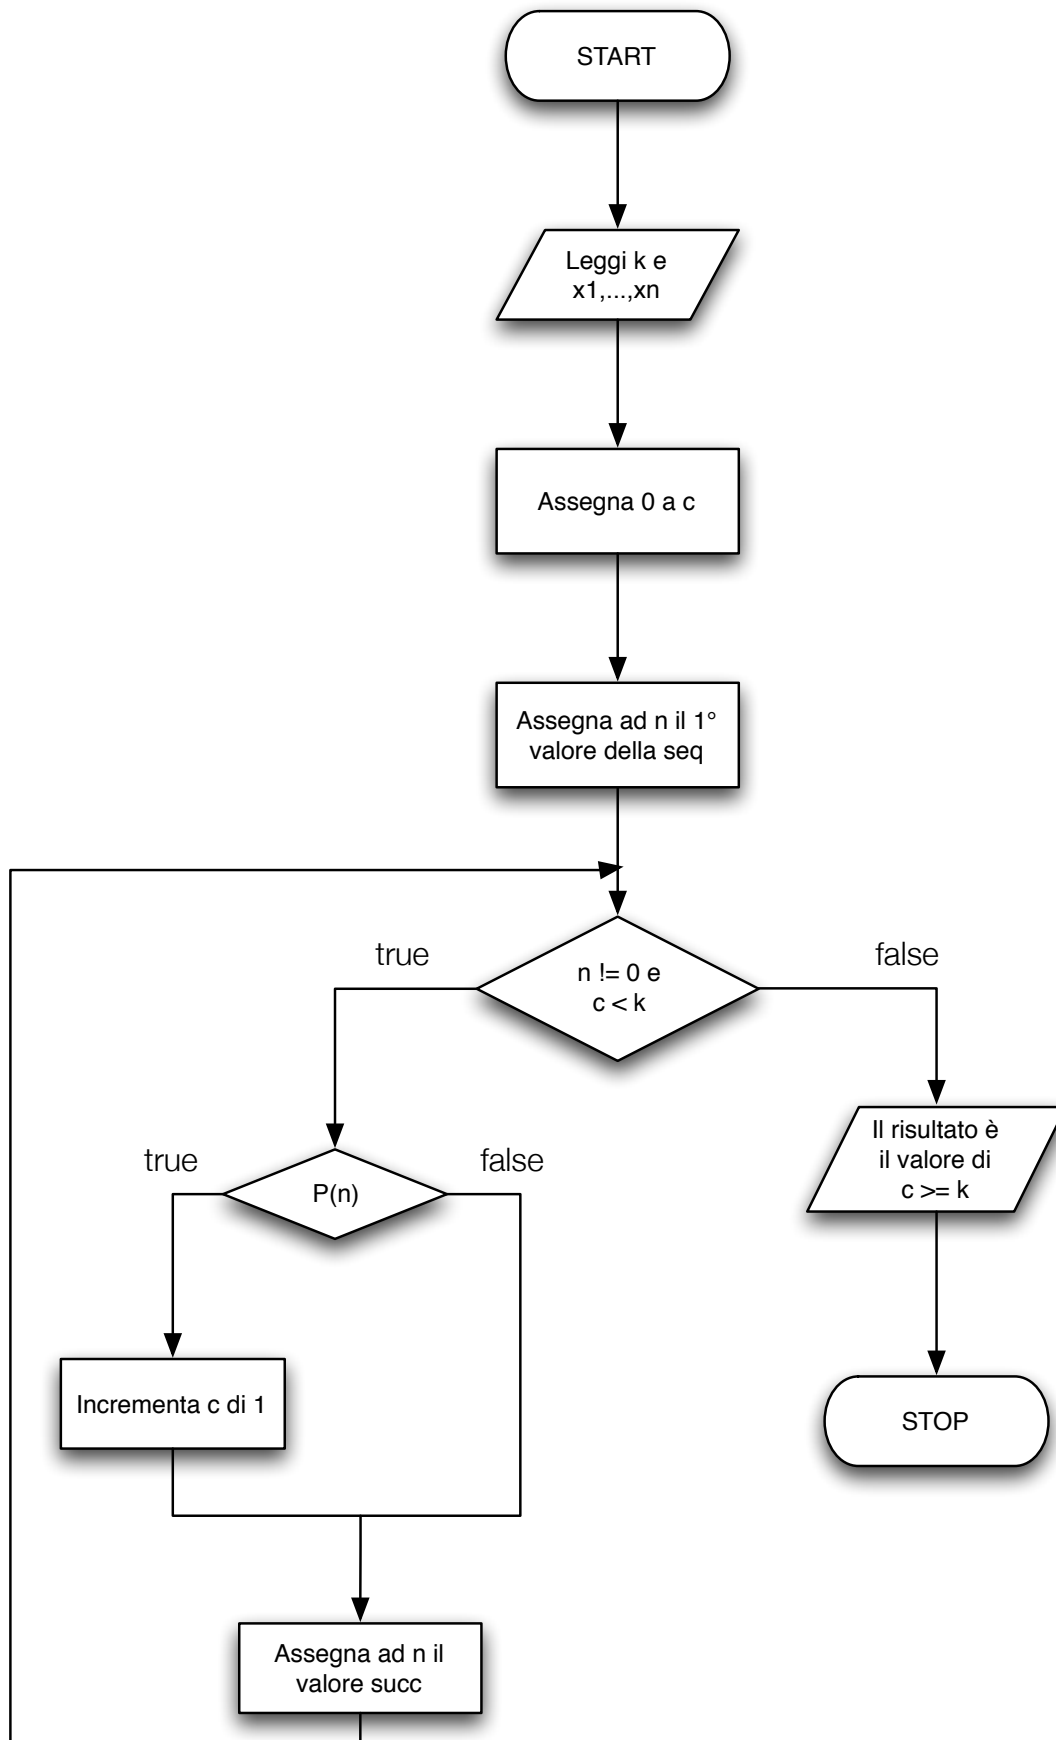 START
Leggi k e
x1,...,xn
Assegna 0 a c
Assegna ad n il 1°
valore della seq
true
n != 0 e
c < k
false
true
P(n)
false
Il risultato è
il valore di
c >= k
Incrementa c di 1
STOP
Assegna ad n il
valore succ